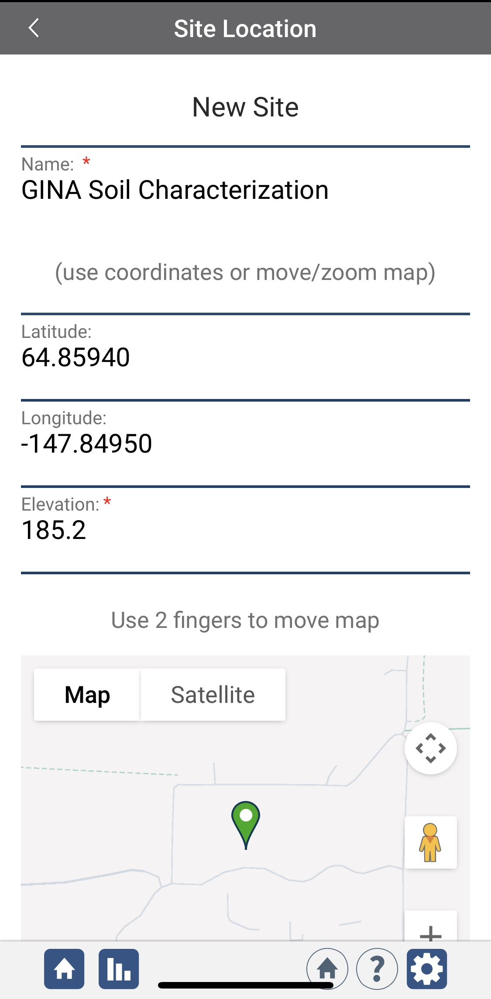 Site Location
New Site
Name: *
GINA Soil Characterization
(use coordinates or move/zoom map)
Latitude:
64.85940
Longitude:
-147.84950
Elevation: *
185.2
Use 2 fingers to move map
Map Satellite
+
?